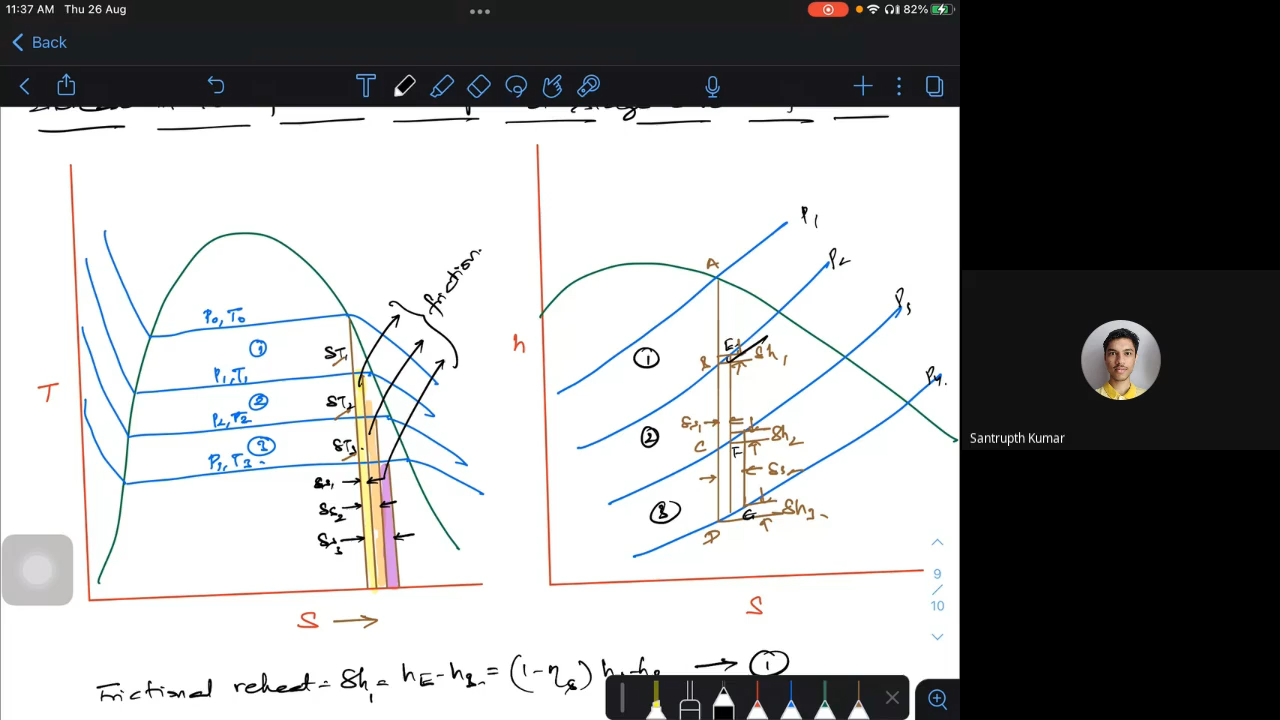 11:37 AM Thu 26 Aug
82%
Back
T
P₀, T₀
①
P₁, T₁
②
P₂, T₂
③
P₃, T₃
δT₁
δT₂
δT₃
δs₁
δs₂
δs₃
friction.
S
h
A
P₁
P₂
P₃
P₄.
①
②
③
B
E
δh₁
δs₁
C
F
δh₂
D
G
δh₃
S
9
/
10
Frictional reheat = δh₁ = hE - hB = (1-ηs) → ①
Santrupth Kumar